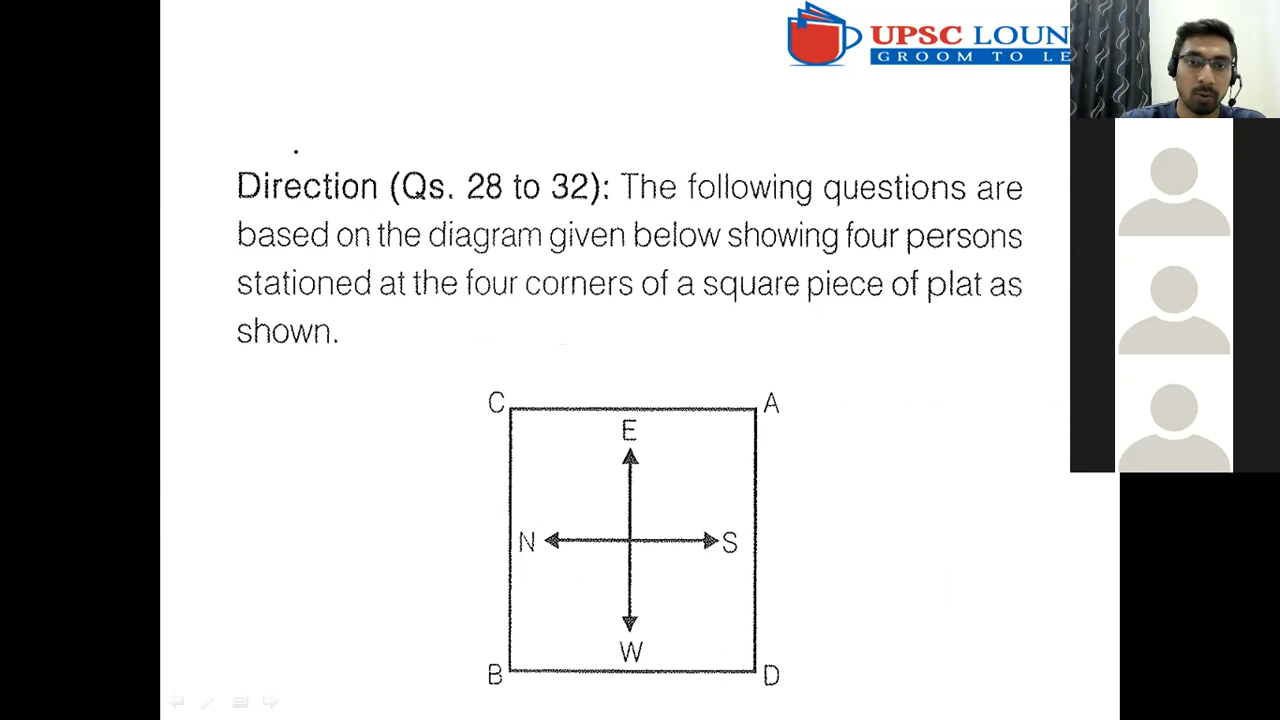 UPSC LOUN
GROOM TO LE
Direction (Qs. 28 to 32): The following questions are
based on the diagram given below showing four persons
stationed at the four corners of a square piece of plat as
shown.
C A
E
N S
W
B D